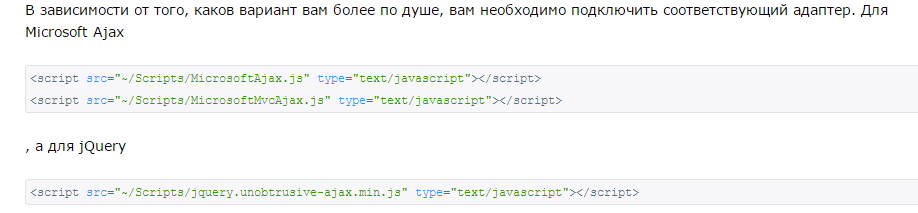 В зависимости от того, каков вариант вам более по душе, вам необходимо подключить соответствующий адаптер. Для
Microsoft Ajax
<script src="~/Scripts/MicrosoftAjax.js" type="text/javascript"></script>
<script src="~/Scripts/MicrosoftMvcAjax.js" type="text/javascript"></script>
, а для jQuery
<script src="~/Scripts/jquery.unobtrusive-ajax.min.js" type="text/javascript"></script>